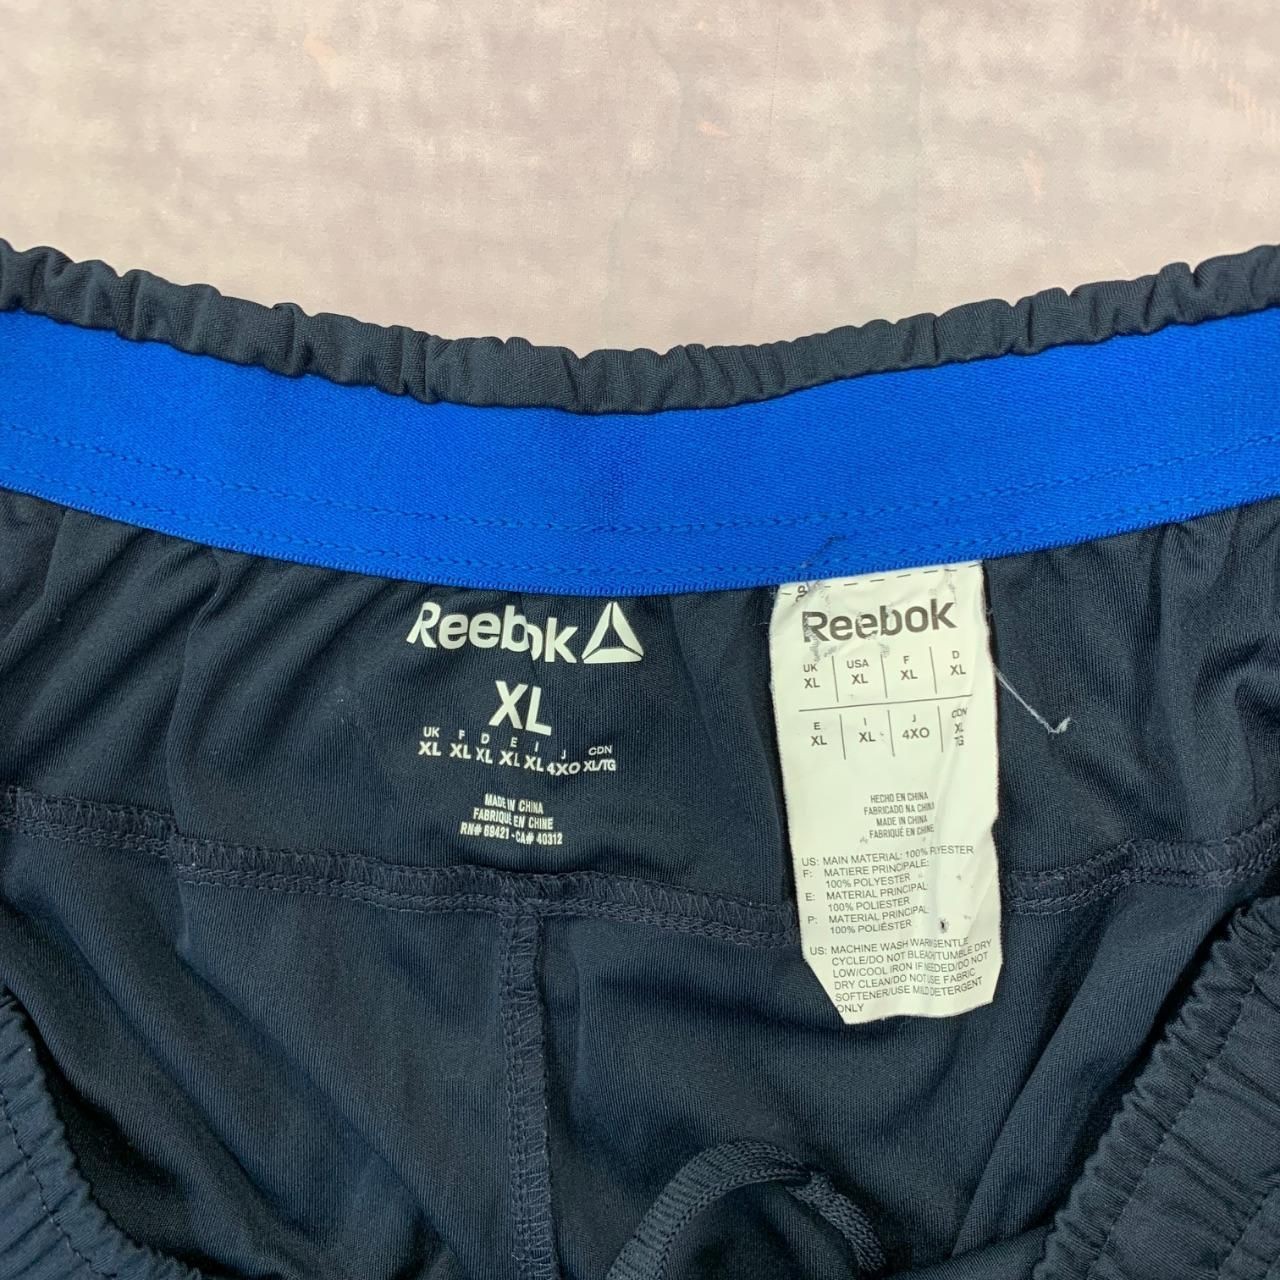 Reebok
XL
UK F D E I J CDN
XL XL XL XL XL 4XO XL/TG
MADE IN CHINA
FABRIQUE EN CHINE
RN# 69421 - CA# 40312
Reebok
UK USA F D
XL XL XL XL
E I J CDN
XL XL 4XO XL
TG
HECHO EN CHINA
FABRICADO NA CHINA
MADE IN CHINA
FABRIQUÉ EN CHINE
US: MAIN MATERIAL: 100% POLYESTER
F: MATIERE PRINCIPALE:
100% POLYESTER
E: MATERIAL PRINCIPAL:
100% POLIESTER
P: MATERIAL PRINCIPAL:
100% POLIÉSTER
US: MACHINE WASH WARM/GENTLE
CYCLE/DO NOT BLEACH/TUMBLE DRY
LOW/COOL IRON IF NEEDED/DO NOT
DRY CLEAN/DO NOT USE FABRIC
SOFTENER/USE MILD DETERGENT
ONLY